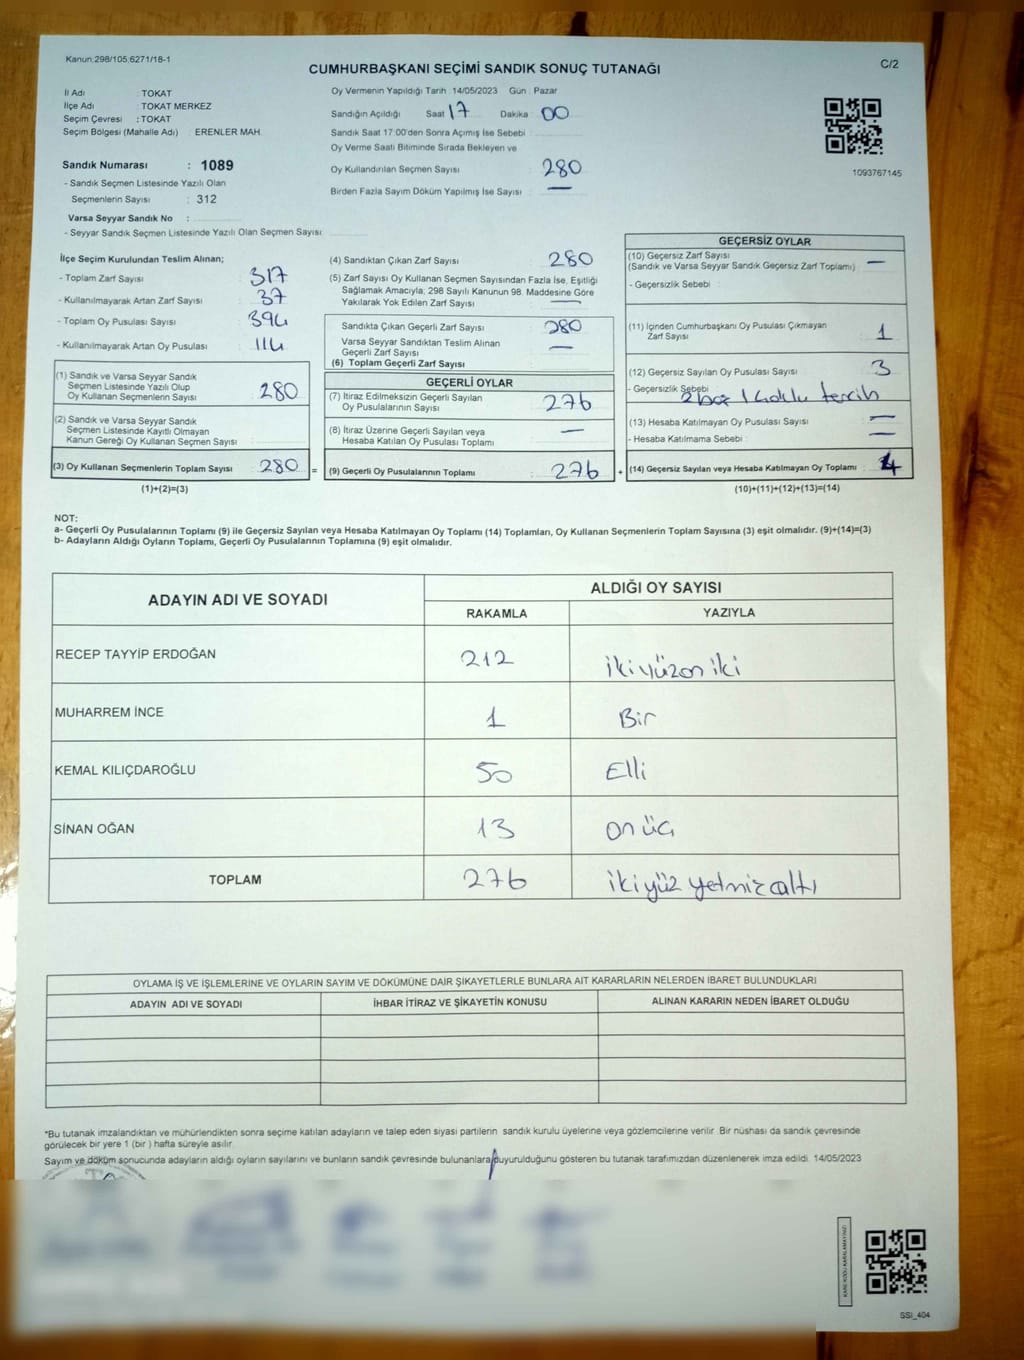 Kanun:298/105;6271/18-1
CUMHURBAŞKANI SEÇİMİ SANDIK SONUÇ TUTANAĞI
C/2
İl Adı : TOKAT
İlçe Adı : TOKAT MERKEZ
Seçim Çevresi : TOKAT
Seçim Bölgesi (Mahalle Adı) : ERENLER MAH.
Sandık Numarası : 1089
- Sandık Seçmen Listesinde Yazılı Olan
Seçmenlerin Sayısı : 312
Varsa Seyyar Sandık No :
- Seyyar Sandık Seçmen Listesinde Yazılı Olan Seçmen Sayısı:
Oy Vermenin Yapıldığı Tarih : 14/05/2023 Gün : Pazar
Sandığın Açıldığı Saat 17 Dakika 00
Sandık Saat 17:00'den Sonra Açımış İse Sebebi :
Oy Verme Saati Bitiminde Sırada Bekleyen ve
Oy Kullandırılan Seçmen Sayısı : 280
Birden Fazla Sayım Döküm Yapılmış İse Sayısı : —
1093767145
İlçe Seçim Kurulundan Teslim Alınan;
- Toplam Zarf Sayısı : 317
- Kullanılmayarak Artan Zarf Sayısı : 37
- Toplam Oy Pusulası Sayısı : 394
- Kullanılmayarak Artan Oy Pusulası : 114
(1) Sandık ve Varsa Seyyar Sandık
Seçmen Listesinde Yazılı Olup
Oy Kullanan Seçmenlerin Sayısı : 280
(2) Sandık ve Varsa Seyyar Sandık
Seçmen Listesinde Kayıtlı Olmayan
Kanun Gereği Oy Kullanan Seçmen Sayısı :
(3) Oy Kullanan Seçmenlerin Toplam Sayısı : 280 =
(1)+(2)=(3)
(4) Sandıktan Çıkan Zarf Sayısı : 280
(5) Zarf Sayısı Oy Kullanan Seçmen Sayısından Fazla İse, Eşitliği
Sağlamak Amacıyla; 298 Sayılı Kanunun 98. Maddesine Göre
Yakılarak Yok Edilen Zarf Sayısı : —
Sandıkta Çıkan Geçerli Zarf Sayısı : 280
Varsa Seyyar Sandıktan Teslim Alınan
Geçerli Zarf Sayısı : —
(6) Toplam Geçerli Zarf Sayısı :
GEÇERLİ OYLAR
(7) İtiraz Edilmeksizin Geçerli Sayılan
Oy Pusulalarının Sayısı : 276
(8) İtiraz Üzerine Geçerli Sayılan veya
Hesaba Katılan Oy Pusulası Toplamı : —
(9) Geçerli Oy Pusulalarının Toplamı : 276 +
GEÇERSİZ OYLAR
(10) Geçersiz Zarf Sayısı : —
(Sandık ve Varsa Seyyar Sandık Geçersiz Zarf Toplamı)
- Geçersizlik Sebebi :
(11) İçinden Cumhurbaşkanı Oy Pusulası Çıkmayan
Zarf Sayısı : 1
(12) Geçersiz Sayılan Oy Pusulası Sayısı : 3
- Geçersizlik Sebebi 2 boş 1 çoklu tercih
(13) Hesaba Katılmayan Oy Pusulası Sayısı : —
- Hesaba Katılmama Sebebi : —
(14) Geçersiz Sayılan veya Hesaba Katılmayan Oy Toplamı : 4
(10)+(11)+(12)+(13)=(14)
NOT:
a- Geçerli Oy Pusulalarının Toplamı (9) ile Geçersiz Sayılan veya Hesaba Katılmayan Oy Toplamı (14) Toplamları, Oy Kullanan Seçmenlerin Toplam Sayısına (3) eşit olmalıdır. (9)+(14)=(3)
b- Adayların Aldığı Oyların Toplamı, Geçerli Oy Pusulalarının Toplamına (9) eşit olmalıdır.
ADAYIN ADI VE SOYADI
ALDIĞI OY SAYISI
RAKAMLA YAZIYLA
RECEP TAYYİP ERDOĞAN 212 ikiyüzon iki
MUHARREM İNCE 1 Bir
KEMAL KILIÇDAROĞLU 50 Elli
SİNAN OĞAN 13 on üç
TOPLAM 276 ikiyüz yetmiş altı
OYLAMA İŞ VE İŞLEMLERİNE VE OYLARIN SAYIM VE DÖKÜMÜNE DAİR ŞİKAYETLERLE BUNLARA AİT KARARLARIN NELERDEN İBARET BULUNDUKLARI
ADAYIN ADI VE SOYADI İHBAR İTİRAZ VE ŞİKAYETİN KONUSU ALINAN KARARIN NEDEN İBARET OLDUĞU
*Bu tutanak imzalandıktan ve mühürlendikten sonra seçime katılan adayların ve talep eden siyasi partilerin sandık kurulu üyelerine veya gözlemcilerine verilir. Bir nüshası da sandık çevresinde
görülecek bir yere 1 (bir ) hafta süreyle asılır.
Sayım ve döküm sonucunda adayların aldığı oyların sayılarını ve bunların sandık çevresinde bulunanlara duyurulduğunu gösteren bu tutanak tarafımızdan düzenlenerek imza edildi. 14/05/2023
KARE KODU KARALAMAYINIZ!
SSI_404